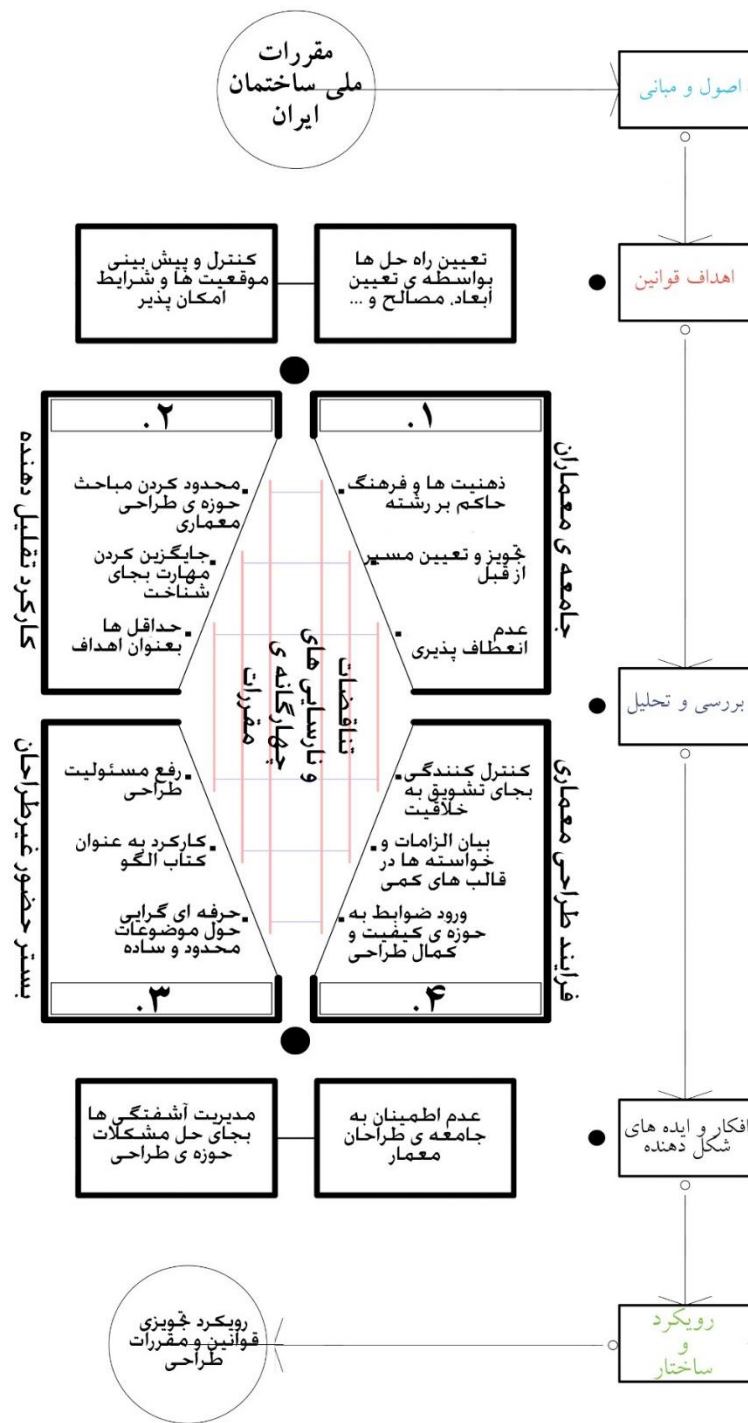 مقررات
ملی ساختمان
ایران
اصول و مبانی
اهداف قوانین
تعیین راه حل ها
بواسطه ی تعیین
ابعاد، مصالح و ...
کنترل و پیش بینی
موقعیت ها و شرایط
امکان پذیر
جامعه ی معماران
۰۱
ذهنیت ها و فرهنگ
حاکم بر رشته
تجویز و تعیین مسیر
از قبل
عدم
انعطاف پذیری
۰۲
محدود کردن مباحث
حوزه ی طراحی
معماری
جایگزین کردن
مهارت بجای
شناخت
حداقل ها
بعنوان اهداف
کارکرد تقلیل دهنده
تناقضات
و نارسایی های
چهارگانه ی
مقررات
بررسی و تحلیل
فرایند طراحی معماری
کنترل کنندگی
بجای تشویق به
خلاقیت
بیان الزامات و
خواسته ها در
قالب های کمی
ورود ضوابط به
حوزه ی کیفیت و
کمال طراحی
۰۴
رفع مسئولیت
طراحی
کارکرد به عنوان
کتاب الگو
حرفه ای گرایی
حول موضوعات
محدود و ساده
۰۳
بستر حضور غیرطراحان
افکار و ایده های
شکل دهنده
عدم اطمینان به
جامعه ی طراحان
معمار
مدیریت آشفتگی ها
بجای حل مشکلات
حوزه ی طراحی
رویکرد
و
ساختار
رویکرد تجویزی
قوانین و مقررات
طراحی